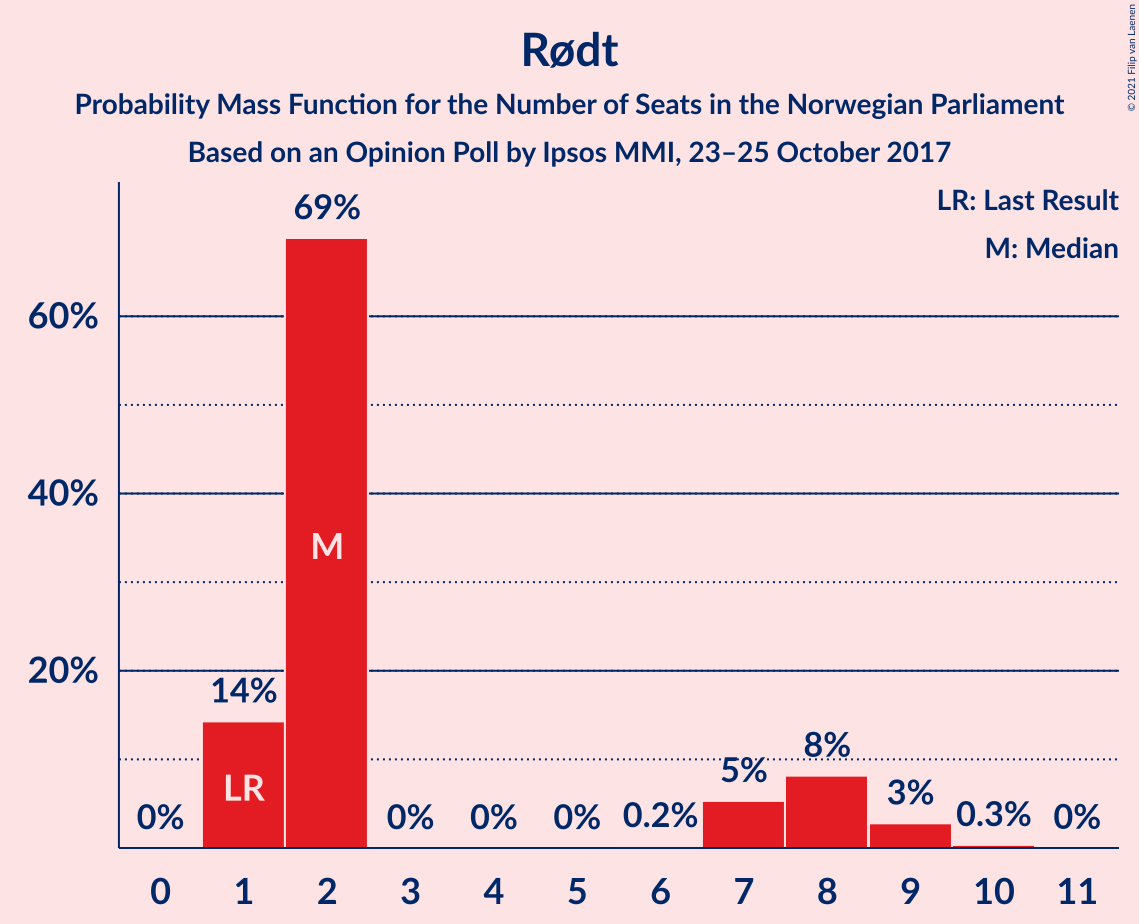 Rødt
Probability Mass Function for the Number of Seats in the Norwegian Parliament
Based on an Opinion Poll by Ipsos MMI, 23–25 October 2017
© 2021 Filip van Laenen
LR: Last Result
M: Median
60%
40%
20%
0%
14%
69%
0%
0%
0%
0.2%
5%
8%
3%
0.3%
0%
LR
M
0 1 2 3 4 5 6 7 8 9 10 11